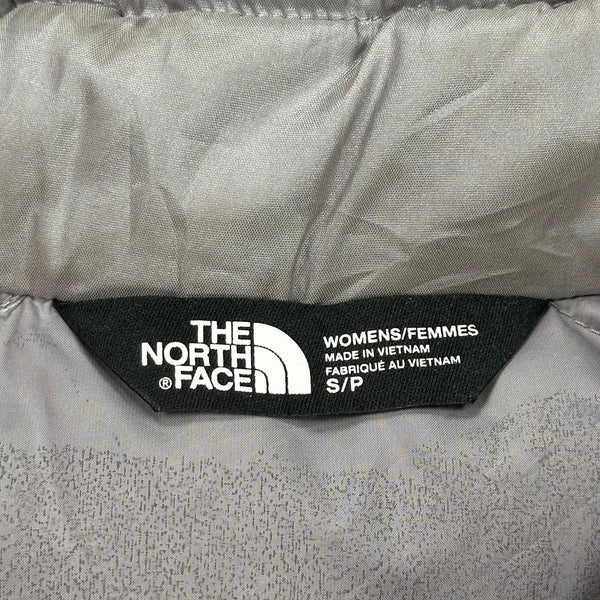 THE
NORTH
®FACE
WOMENS/FEMMES
MADE IN VIETNAM
FABRIQUÉ AU VIETNAM
S/P